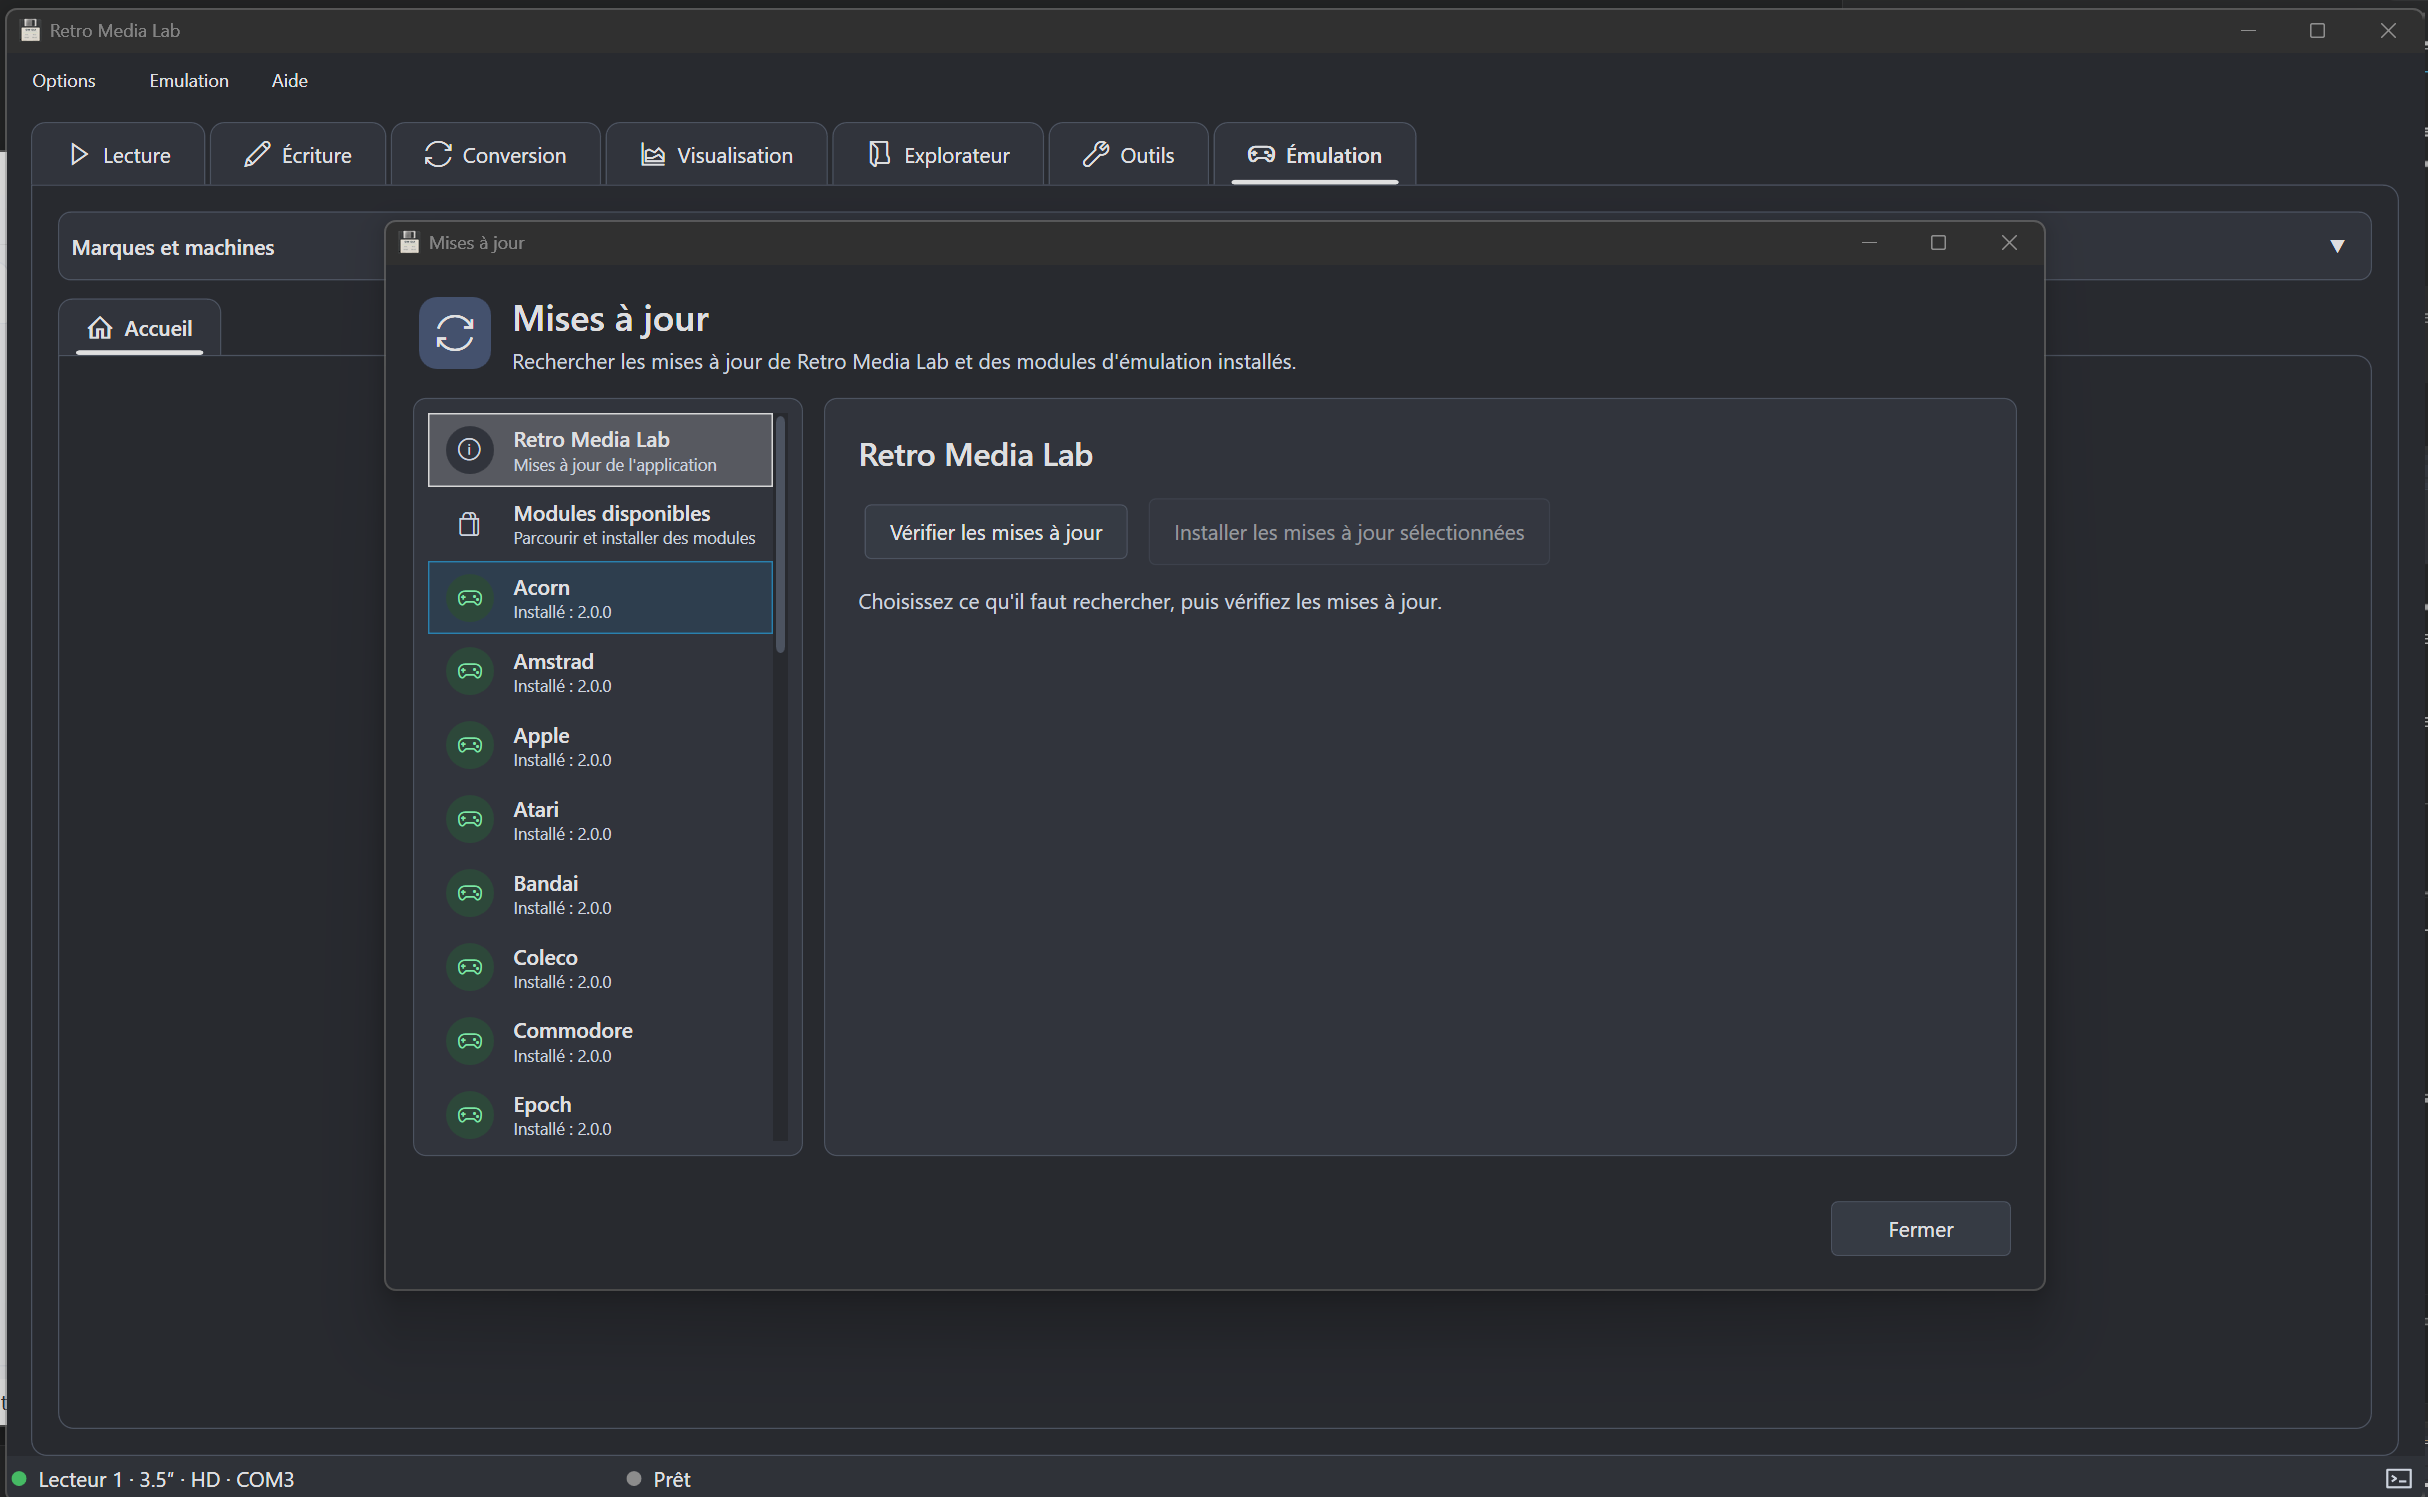 Retro Media Lab
Options Emulation Aide
Lecture Écriture Conversion Visualisation Explorateur Outils Émulation
Marques et machines
Accueil
Mises à jour
Mises à jour
Rechercher les mises à jour de Retro Media Lab et des modules d'émulation installés.
Retro Media Lab
Mises à jour de l'application
Modules disponibles
Parcourir et installer des modules
Acorn
Installé : 2.0.0
Amstrad
Installé : 2.0.0
Apple
Installé : 2.0.0
Atari
Installé : 2.0.0
Bandai
Installé : 2.0.0
Coleco
Installé : 2.0.0
Commodore
Installé : 2.0.0
Epoch
Installé : 2.0.0
Retro Media Lab
Vérifier les mises à jour Installer les mises à jour sélectionnées
Choisissez ce qu'il faut rechercher, puis vérifiez les mises à jour.
Fermer
Lecteur 1 · 3.5″ · HD · COM3 Prêt